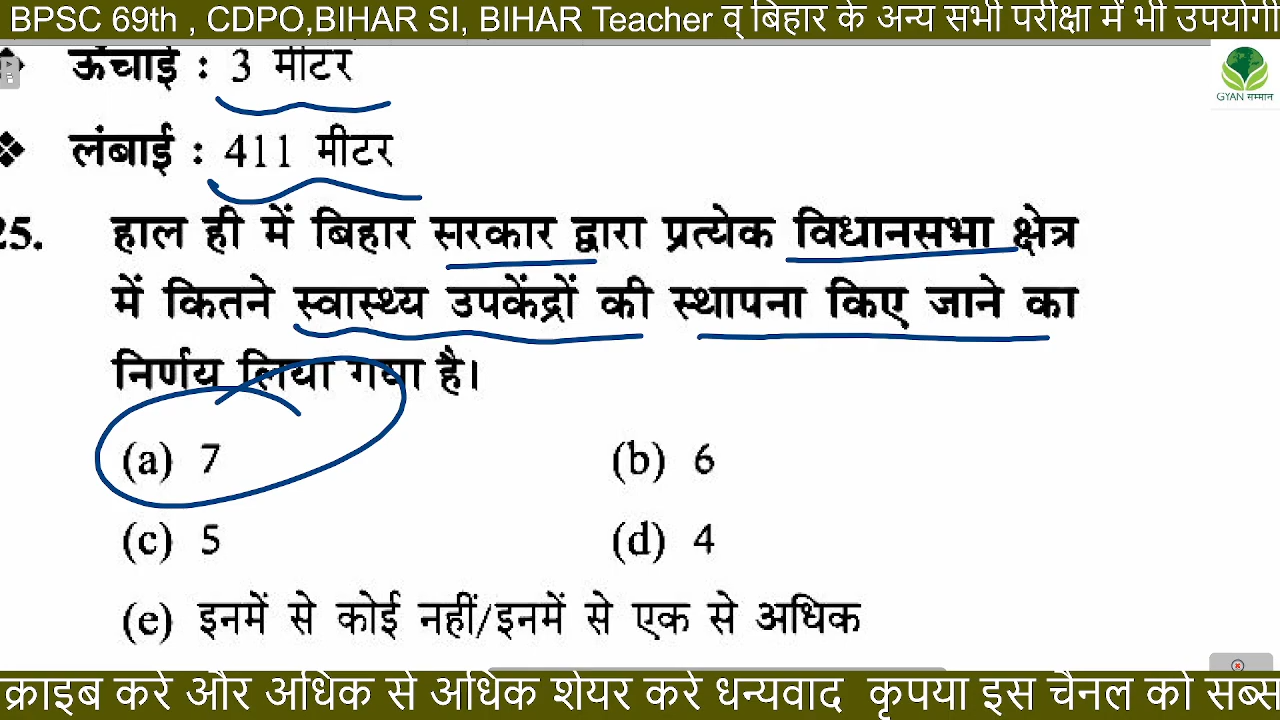 BPSC 69th , CDPO,BIHAR SI, BIHAR Teacher व् बिहार के अन्य सभी परीक्षा में भी उपयोगी
ऊँचाई : 3 मीटर
GYAN सम्मान
❖ लंबाई : 411 मीटर
25. हाल ही में बिहार सरकार द्वारा प्रत्येक विधानसभा क्षेत्र
में कितने स्वास्थ्य उपकेंद्रों की स्थापना किए जाने का
निर्णय लिया गया है।
(a) 7 (b) 6
(c) 5 (d) 4
(e) इनमें से कोई नहीं/इनमें से एक से अधिक
क्राइब करे और अधिक से अधिक शेयर करे धन्यवाद कृपया इस चैनल को सब्स